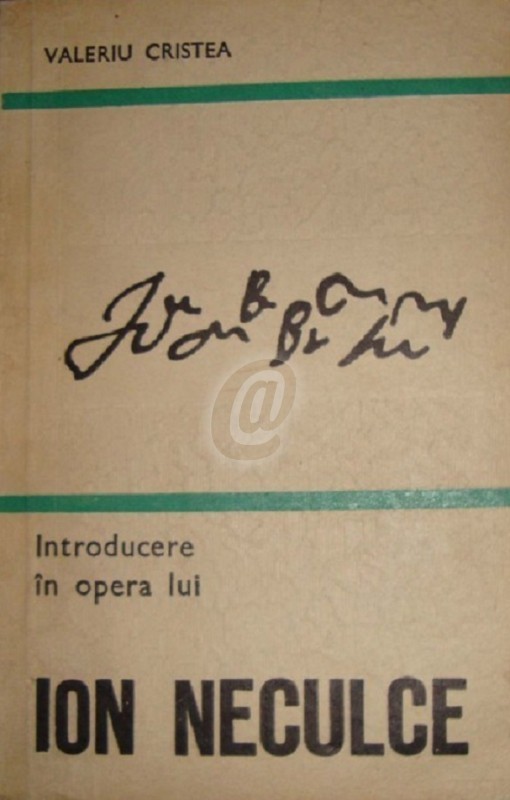 VALERIU CRISTEA
Introducere
în opera lui
ION NECULCE